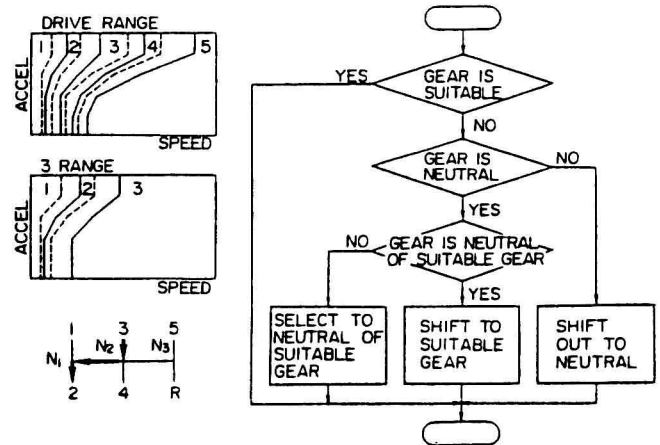 DRIVE RANGE
1 2 3 4 5
ACCEL
SPEED
3 RANGE
1 2 3
ACCEL
SPEED
1 3 5
N1 N2 N3
2 4 R
YES
GEAR IS
SUITABLE
NO
GEAR IS
NEUTRAL
NO
YES
NO
GEAR IS NEUTRAL
OF SUITABLE GEAR
YES
SELECT TO
NEUTRAL OF
SUITABLE
GEAR
SHIFT TO
SUITABLE
GEAR
SHIFT
OUT TO
NEUTRAL